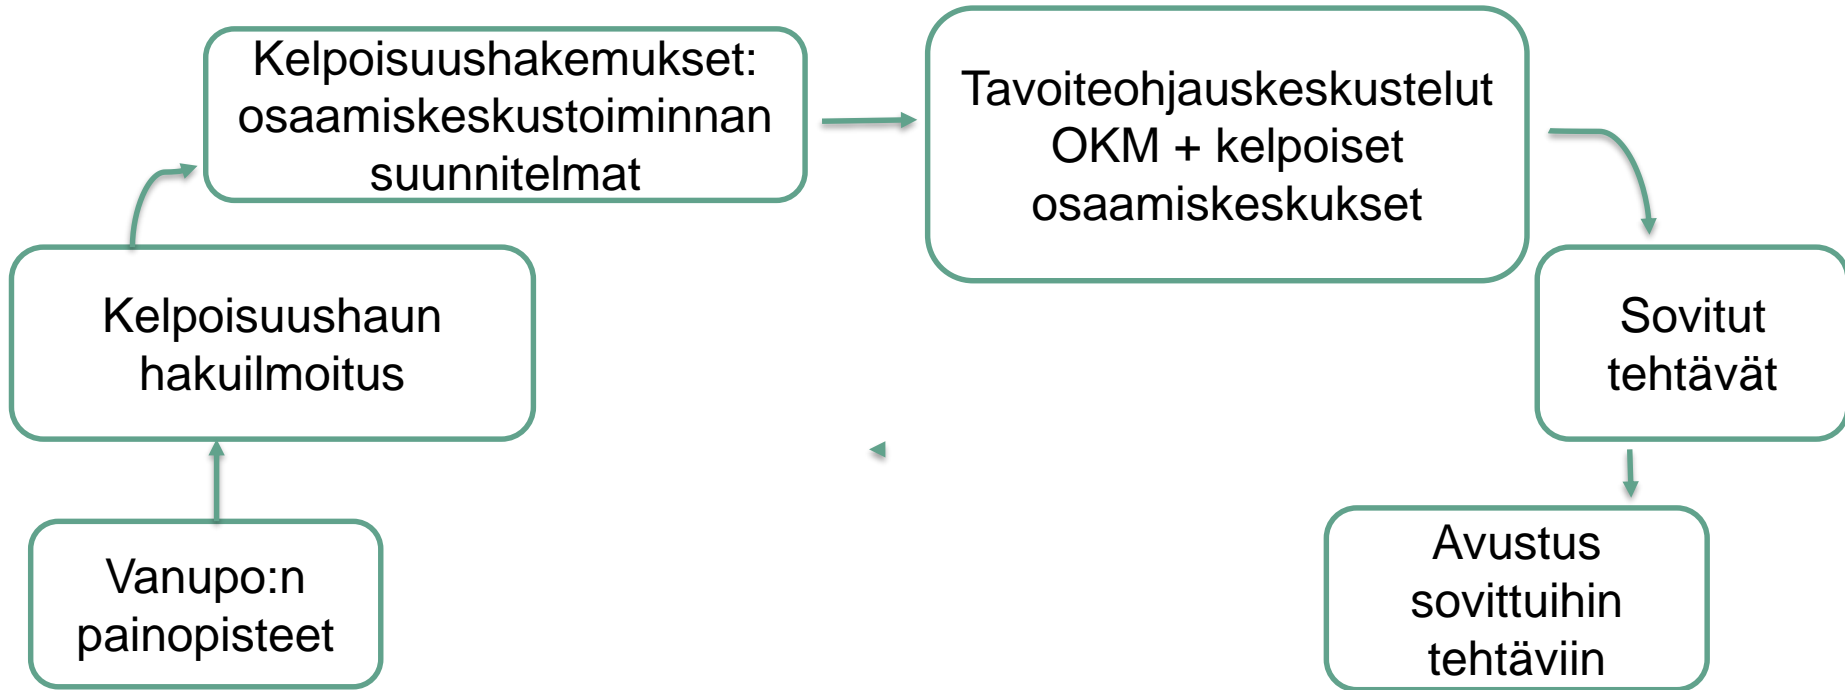 Kelpoisuushakemukset:
osaamiskeskustoiminnan
suunnitelmat
Tavoiteohjauskeskustelut
OKM + kelpoiset
osaamiskeskukset
Kelpoisuushaun
hakuilmoitus
Sovitut
tehtävät
Vanupo:n
painopisteet
Avustus
sovittuihin
tehtäviin